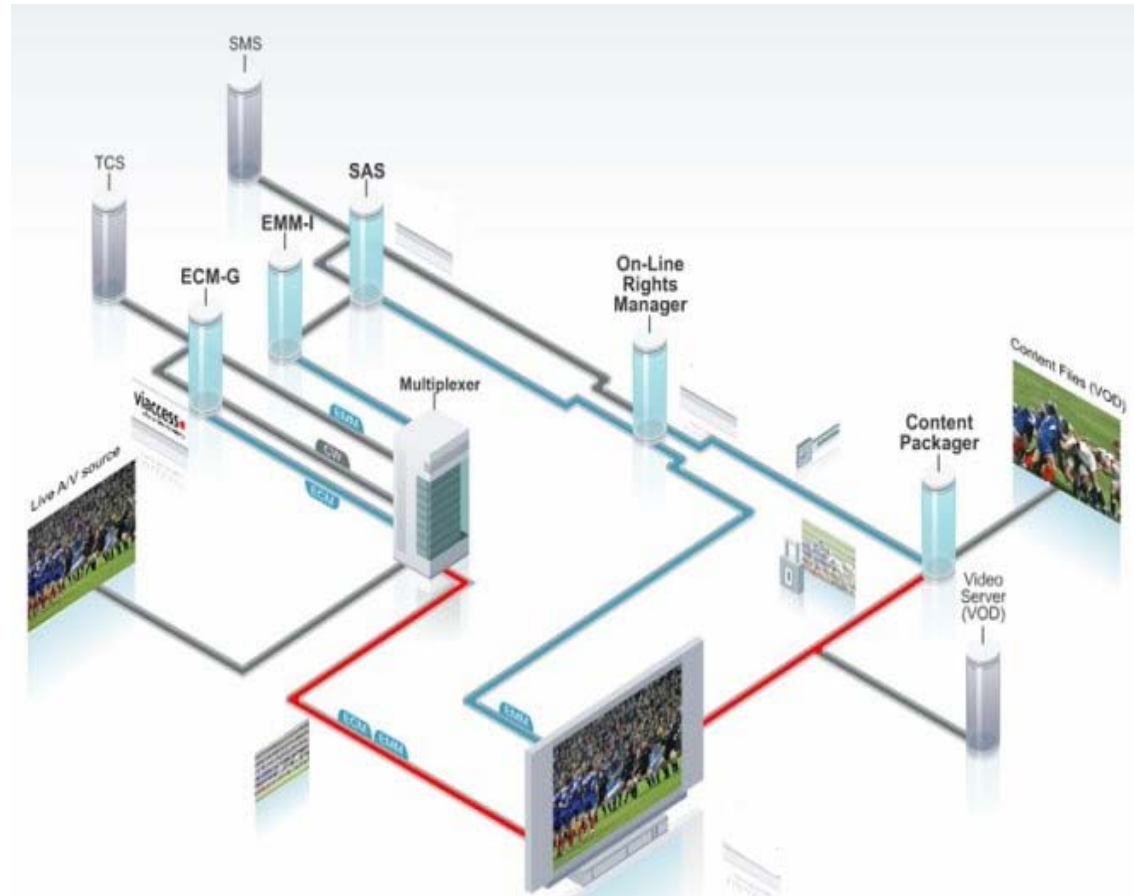 SMS
TCS
SAS
EMM-I
ECM-G
On-Line
Rights
Manager
Multiplexer
Content Files (VOD)
Content
Packager
EMM
CW
ECM
viaccess
Live A/V source
Video
Server
(VOD)
EMM
ECM
EMM